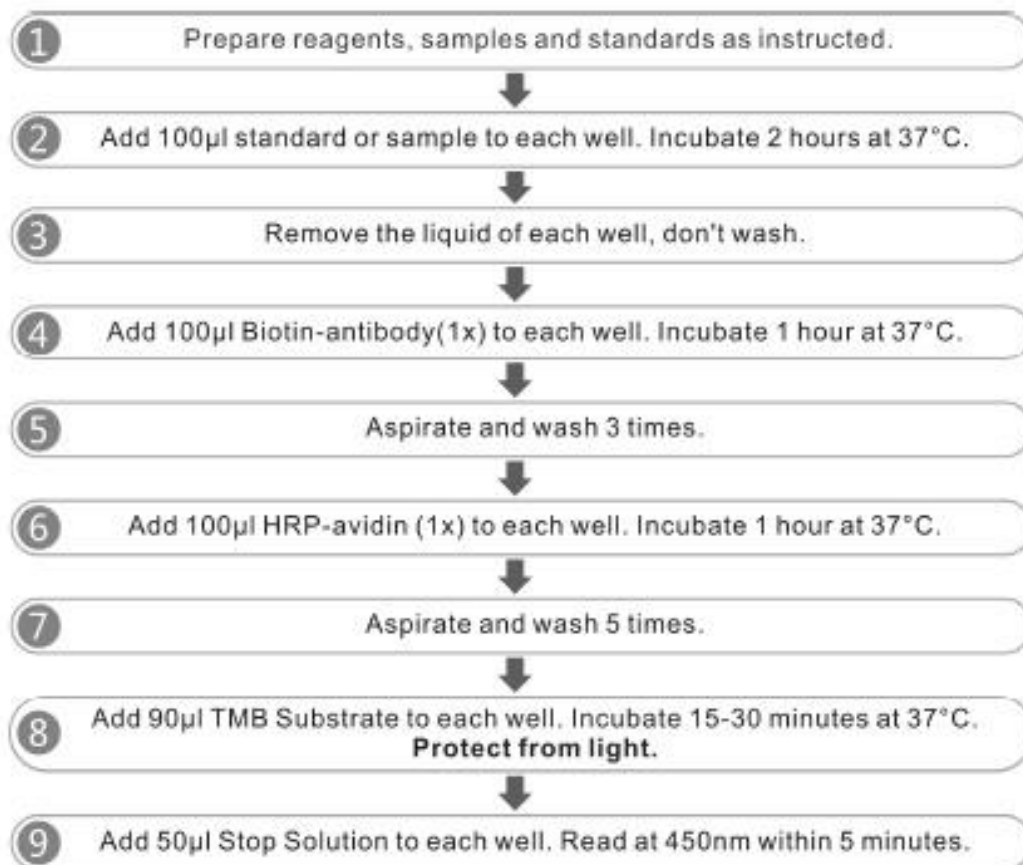 1 Prepare reagents, samples and standards as instructed.
2 Add 100µl standard or sample to each well. Incubate 2 hours at 37°C.
3 Remove the liquid of each well, don't wash.
4 Add 100µl Biotin-antibody(1x) to each well. Incubate 1 hour at 37°C.
5 Aspirate and wash 3 times.
6 Add 100µl HRP-avidin (1x) to each well. Incubate 1 hour at 37°C.
7 Aspirate and wash 5 times.
8 Add 90µl TMB Substrate to each well. Incubate 15-30 minutes at 37°C.
Protect from light.
9 Add 50µl Stop Solution to each well. Read at 450nm within 5 minutes.